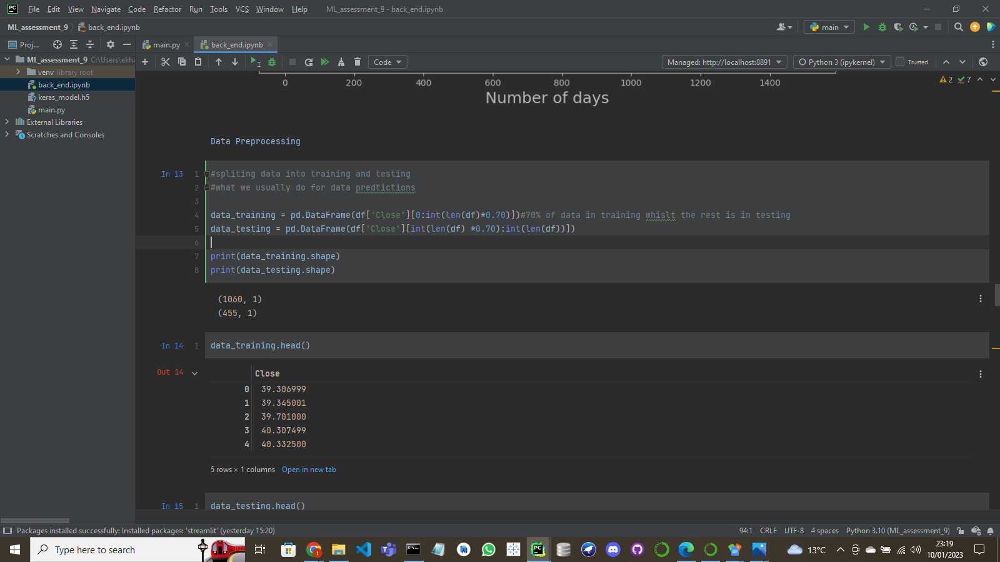 File Edit View Navigate Code Refactor Run Tools VCS Window Help ML_assessment_9 - back_end.ipynb
ML_assessment_9 back_end.ipynb main
Proj... main.py back_end.ipynb
ML_assessment_9 C:\Users\ekha
Code Managed: http://localhost:8891 Python 3 (ipykernel) Trusted
venv library root
back_end.ipynb
keras_model.h5
main.py
External Libraries
Scratches and Consoles
2 7
0 200 400 600 800 1000 1200 1400
Number of days
Data Preprocessing
In 13 1 #spliting data into training and testing
2 #what we usually do for data predtictions
3
4 data_training = pd.DataFrame(df['Close'][0:int(len(df)*0.70)])#70% of data in training whislt the rest is in testing
5 data_testing = pd.DataFrame(df['Close'][int(len(df) *0.70):int(len(df))])
6
7 print(data_training.shape)
8 print(data_testing.shape)
(1060, 1)
(455, 1)
In 14 1 data_training.head()
Out 14
Close
0 39.306999
1 39.345001
2 39.701000
3 40.307499
4 40.332500
5 rows × 1 columns Open in new tab
In 15 1 data_testing.head()
Packages installed successfully: Installed packages: 'streamlit' (yesterday 15:20) 94:1 CRLF UTF-8 4 spaces Python 3.10 (ML_assessment_9)
Type here to search 13°C 23:19
10/01/2023